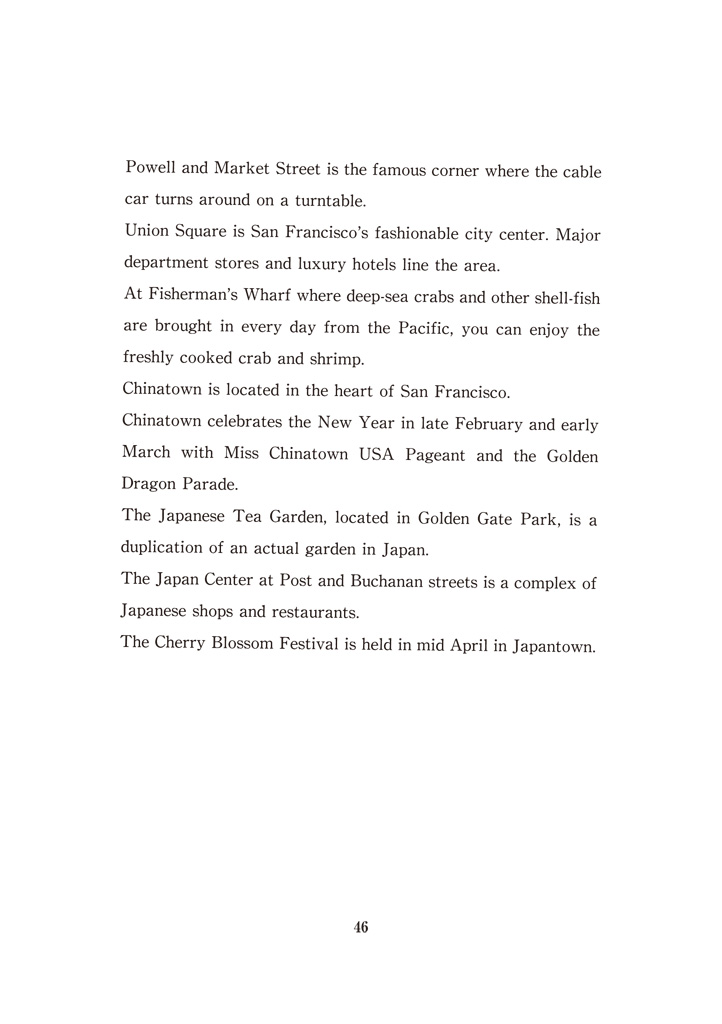 Powell and Market Street is the famous corner where the cable
car turns around on a turntable.
Union Square is San Francisco's fashionable city center. Major
department stores and luxury hotels line the area.
At Fisherman's Wharf where deep-sea crabs and other shell-fish
are brought in every day from the Pacific, you can enjoy the
freshly cooked crab and shrimp.
Chinatown is located in the heart of San Francisco.
Chinatown celebrates the New Year in late February and early
March with Miss Chinatown USA Pageant and the Golden
Dragon Parade.
The Japanese Tea Garden, located in Golden Gate Park, is a
duplication of an actual garden in Japan.
The Japan Center at Post and Buchanan streets is a complex of
Japanese shops and restaurants.
The Cherry Blossom Festival is held in mid April in Japantown.
46